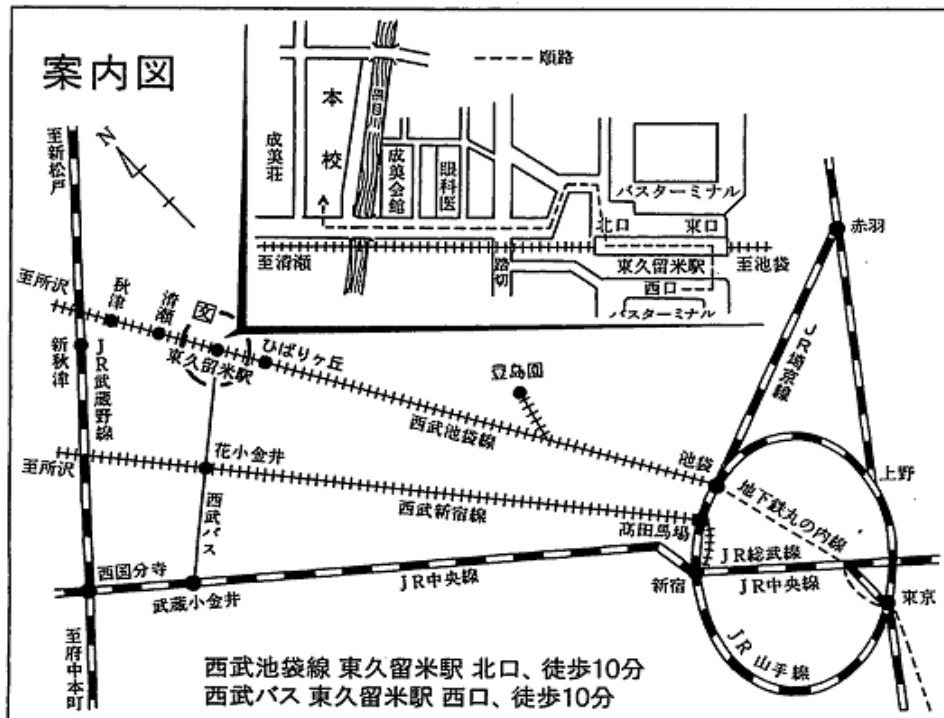 案内図
N
順路
本校
成美荘
黒目川
成美会館
眼科医
バスターミナル
北口
東口
至清瀬
踏切
東久留米駅
至池袋
西口
バスターミナル
至新松戸
至所沢
秋津
清瀬
文
東久留米駅
ひばりヶ丘
新秋津
JR武蔵野線
豊島園
西武池袋線
赤羽
JR埼京線
至所沢
花小金井
西武バス
西武新宿線
池袋
高田馬場
地下鉄丸の内線
上野
西国分寺
武蔵小金井
JR中央線
新宿
JR総武線
JR中央線
東京
JR山手線
至府中本町
西武池袋線 東久留米駅 北口、徒歩10分
西武バス 東久留米駅 西口、徒歩10分